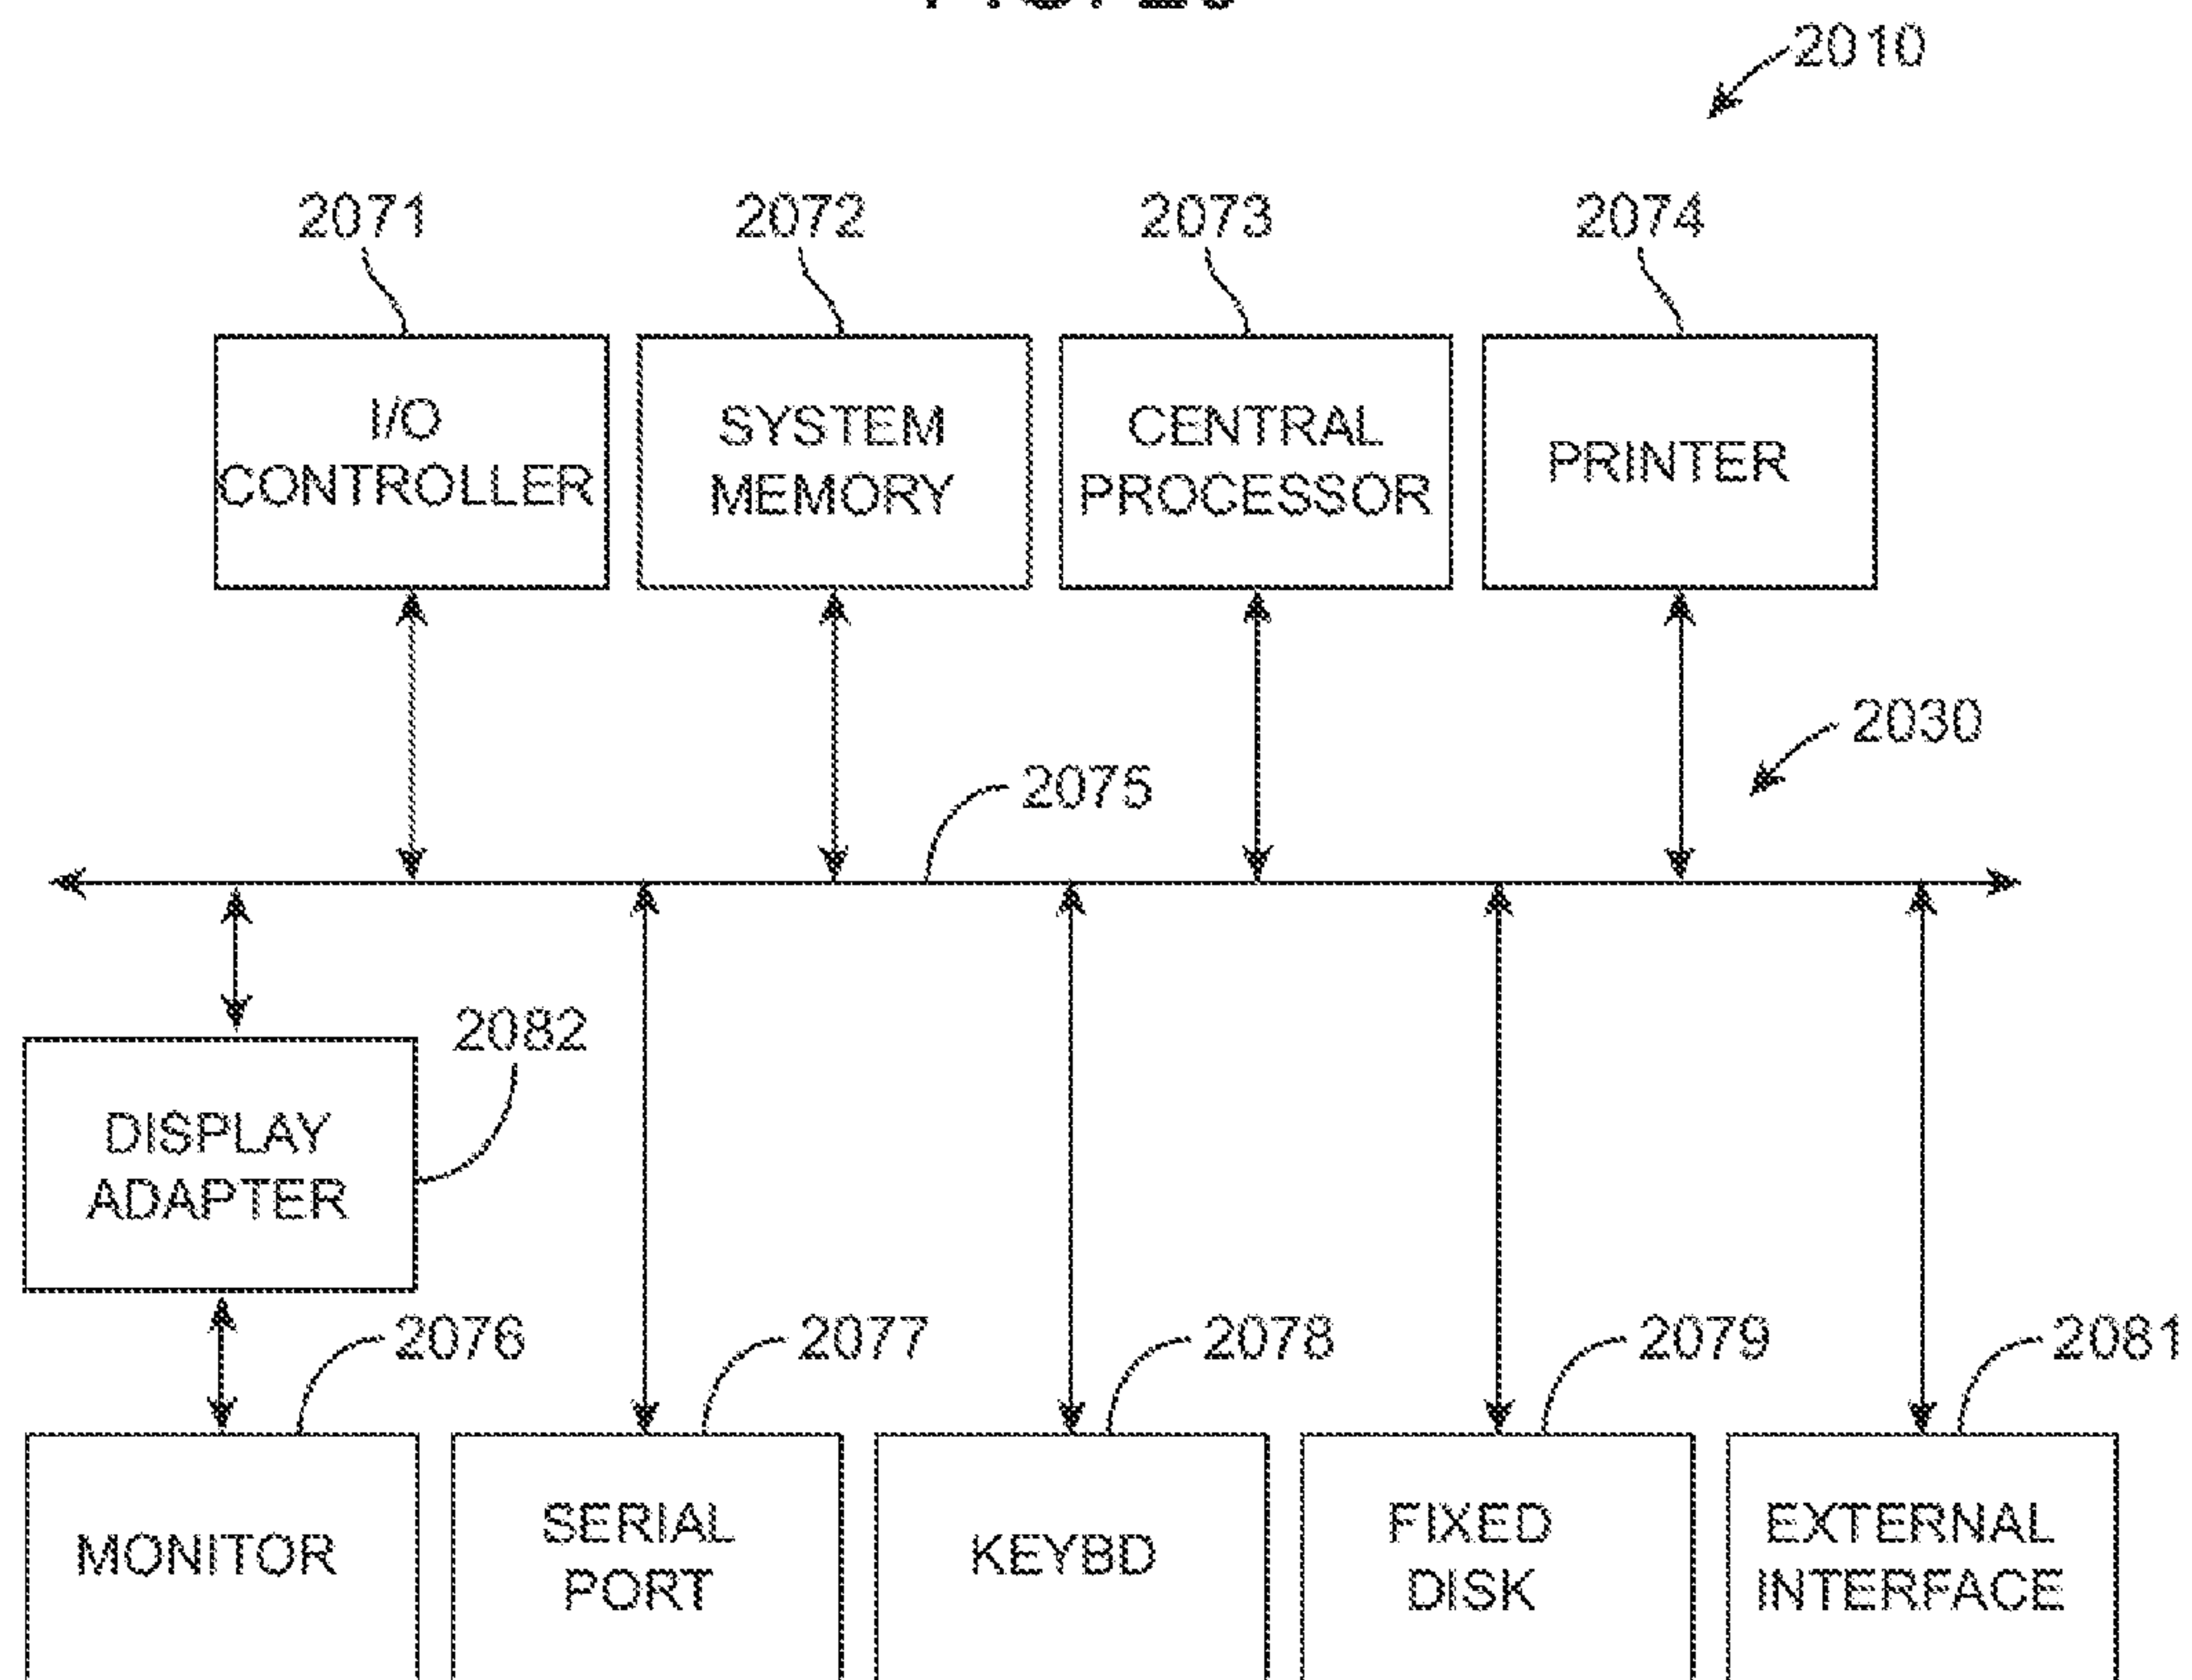 2010
2071
2072
2073
2074
I/O
CONTROLLER
SYSTEM
MEMORY
CENTRAL
PROCESSOR
PRINTER
2030
2075
2082
DISPLAY
ADAPTER
2076
2077
2078
2079
2081
MONITOR
SERIAL
PORT
KEYBD
FIXED
DISK
EXTERNAL
INTERFACE